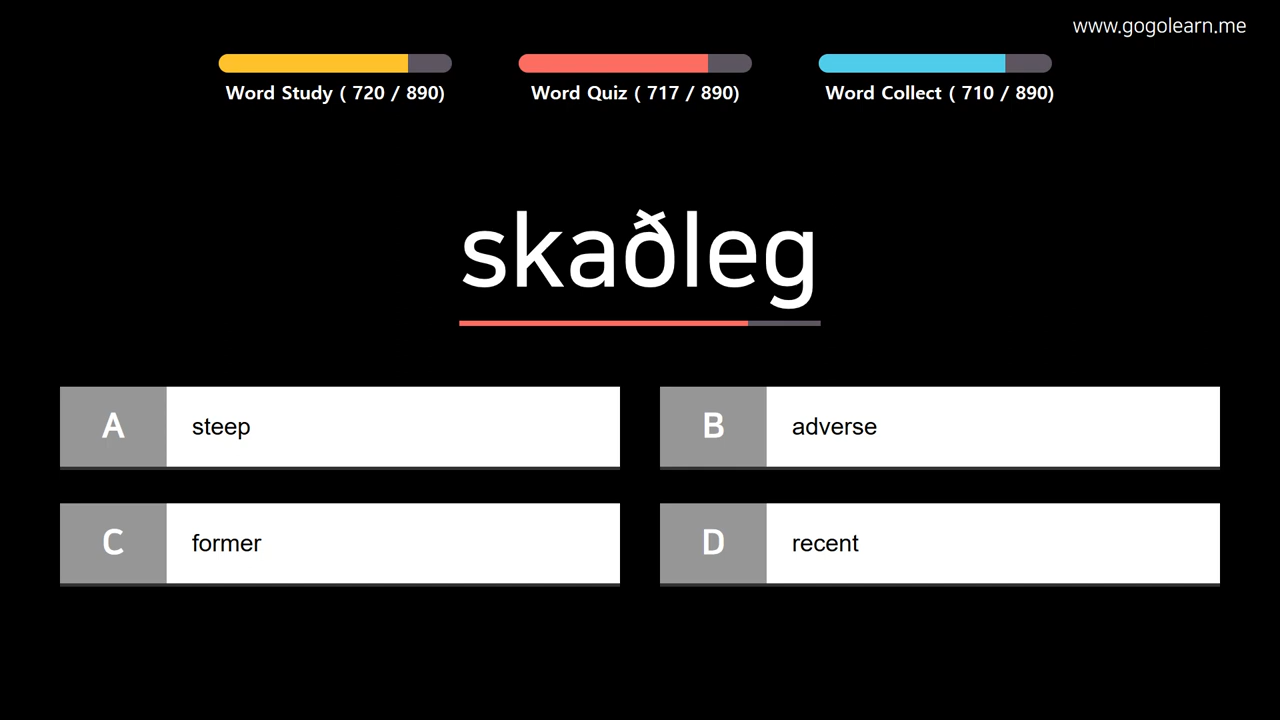 www.gogolearn.me
Word Study ( 720 / 890)
Word Quiz ( 717 / 890)
Word Collect ( 710 / 890)
skaðleg
A steep
B adverse
C former
D recent